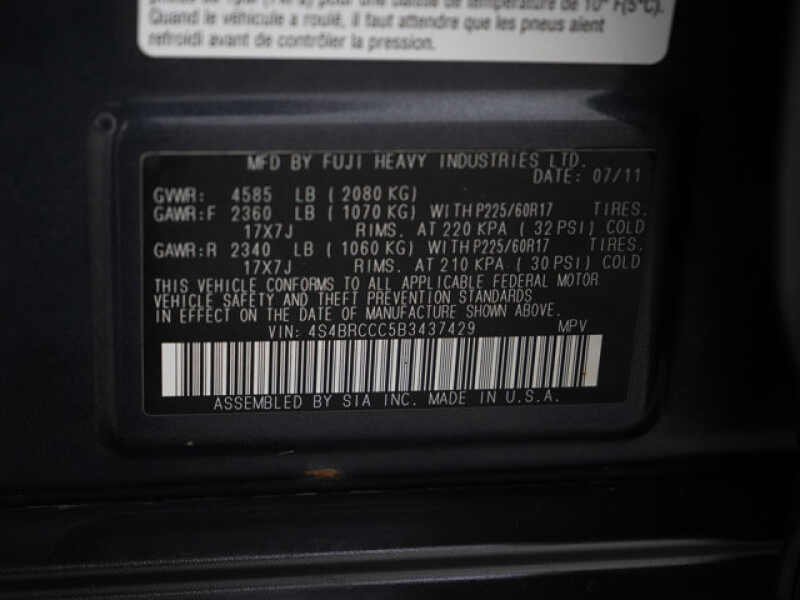 température de 10° F(5°C).
Quand le véhicule a roulé, il faut attendre que les pneus aient
refroidi avant de contrôler la pression.
MFD BY FUJI HEAVY INDUSTRIES LTD.
DATE: 07/11
GVWR: 4585 LB ( 2080 KG)
GAWR:F 2360 LB ( 1070 KG) WITH P225/60R17 TIRES.
17X7J RIMS. AT 220 KPA ( 32 PSI) COLD
GAWR:R 2340 LB ( 1060 KG) WITH P225/60R17 TIRES.
17X7J RIMS. AT 210 KPA ( 30 PSI) COLD
THIS VEHICLE CONFORMS TO ALL APPLICABLE FEDERAL MOTOR
VEHICLE SAFETY AND THEFT PREVENTION STANDARDS
IN EFFECT ON THE DATE OF MANUFACTURE SHOWN ABOVE.
VIN: 4S4BRCCC5B3437429 MPV
ASSEMBLED BY SIA INC. MADE IN U.S.A.